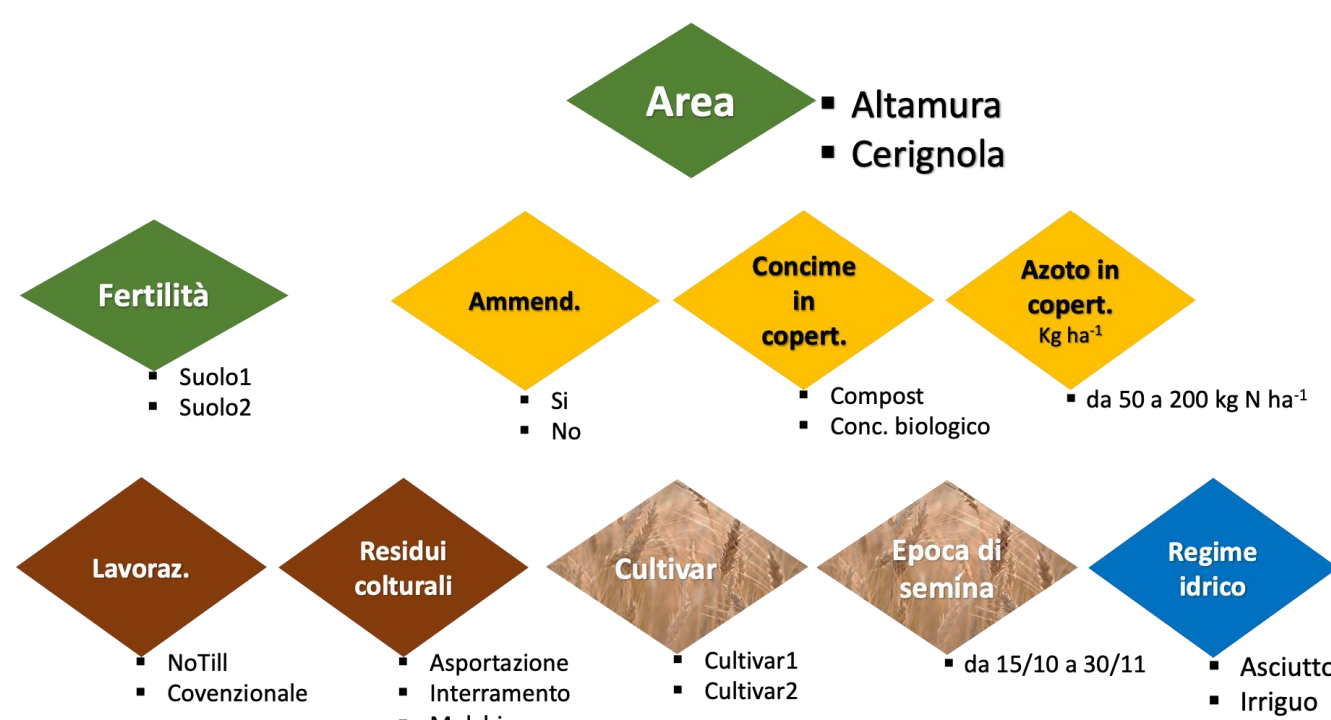 Area
▪ Altamura
▪ Cerignola
Fertilità
▪ Suolo1
▪ Suolo2
Ammend.
▪ Si
▪ No
Concime
in
copert.
▪ Compost
▪ Conc. biologico
Azoto in
copert.
Kg ha⁻¹
▪ da 50 a 200 kg N ha⁻¹
Lavoraz.
▪ NoTill
▪ Covenzionale
Residui
colturali
▪ Asportazione
▪ Interramento
Cultivar
▪ Cultivar1
▪ Cultivar2
Epoca di
semina
▪ da 15/10 a 30/11
Regime
idrico
▪ Asciutto
▪ Irriguo